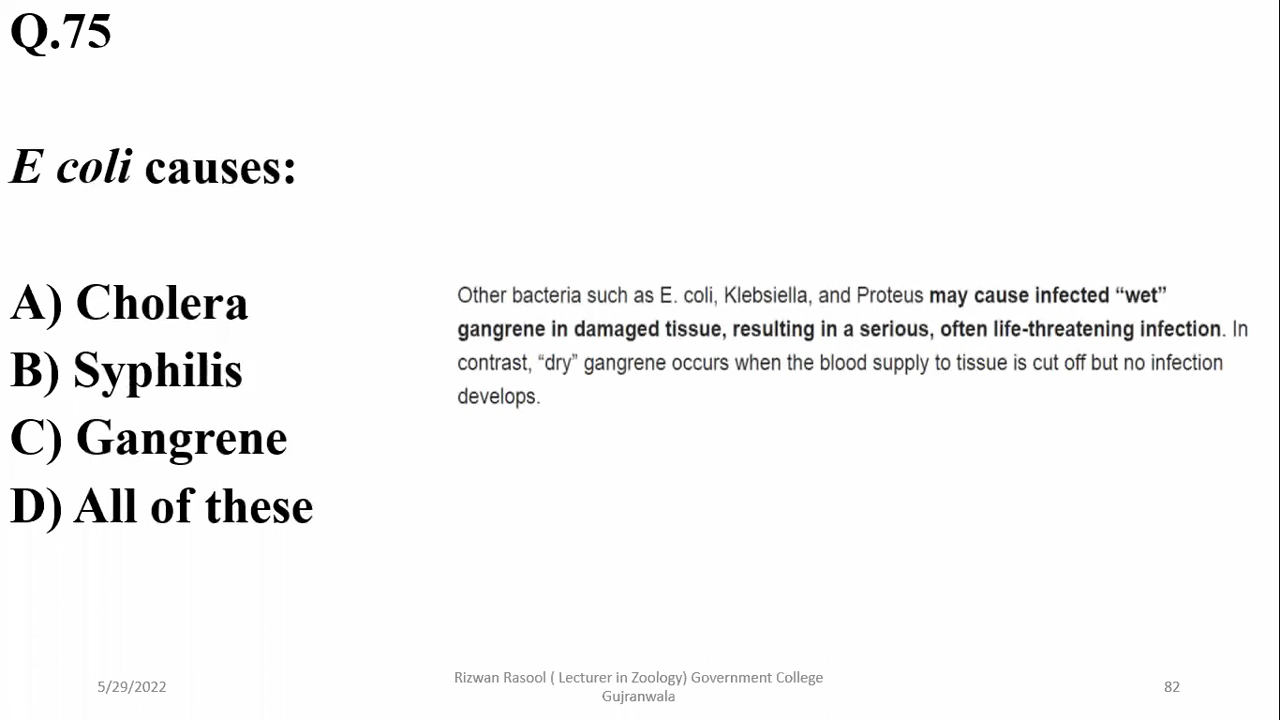 Q.75
E coli causes:
A) Cholera
B) Syphilis
C) Gangrene
D) All of these
Other bacteria such as E. coli, Klebsiella, and Proteus may cause infected “wet”
gangrene in damaged tissue, resulting in a serious, often life-threatening infection. In
contrast, “dry” gangrene occurs when the blood supply to tissue is cut off but no infection
develops.
5/29/2022
Rizwan Rasool ( Lecturer in Zoology) Government College
Gujranwala
82